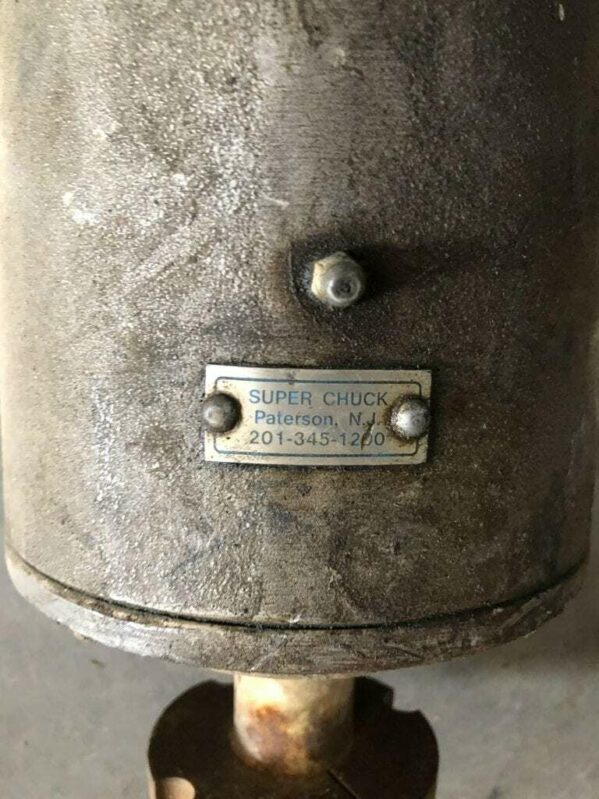 SUPER CHUCK
Paterson, N.J.
201-345-1200